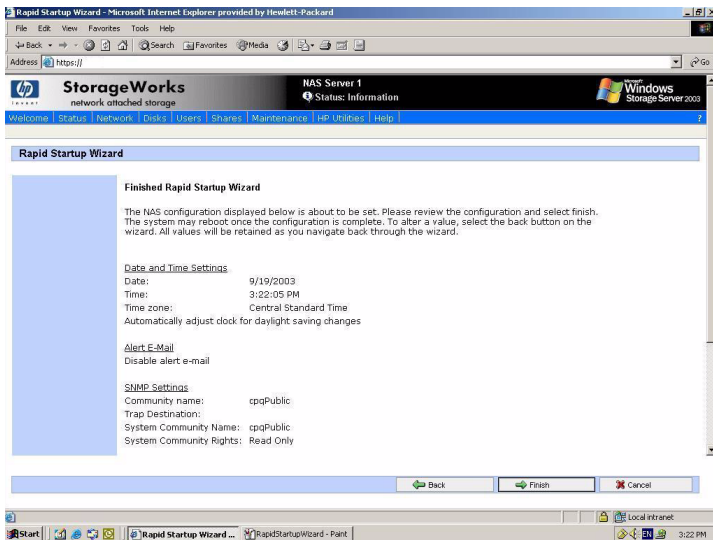 Rapid Startup Wizard - Microsoft Internet Explorer provided by Hewlett-Packard
File Edit View Favorites Tools Help
Back Search Favorites Media
Address https:// Go
hp invent
StorageWorks
network attached storage
NAS Server 1
Status: Information
Microsoft
Windows
Storage Server 2003
Welcome | Status | Network | Disks | Users | Shares | Maintenance | HP Utilities | Help | ?
Rapid Startup Wizard
Finished Rapid Startup Wizard
The NAS configuration displayed below is about to be set. Please review the configuration and select finish.
The system may reboot once the configuration is complete. To alter a value, select the back button on the
wizard. All values will be retained as you navigate back through the wizard.
Date and Time Settings
Date: 9/19/2003
Time: 3:22:05 PM
Time zone: Central Standard Time
Automatically adjust clock for daylight saving changes
Alert E-Mail
Disable alert e-mail
SNMP Settings
Community name: cpqPublic
Trap Destination:
System Community Name: cpqPublic
System Community Rights: Read Only
Back Finish Cancel
Local intranet
Start Rapid Startup Wizard ... RapidStartupWizard - Paint EN 3:22 PM